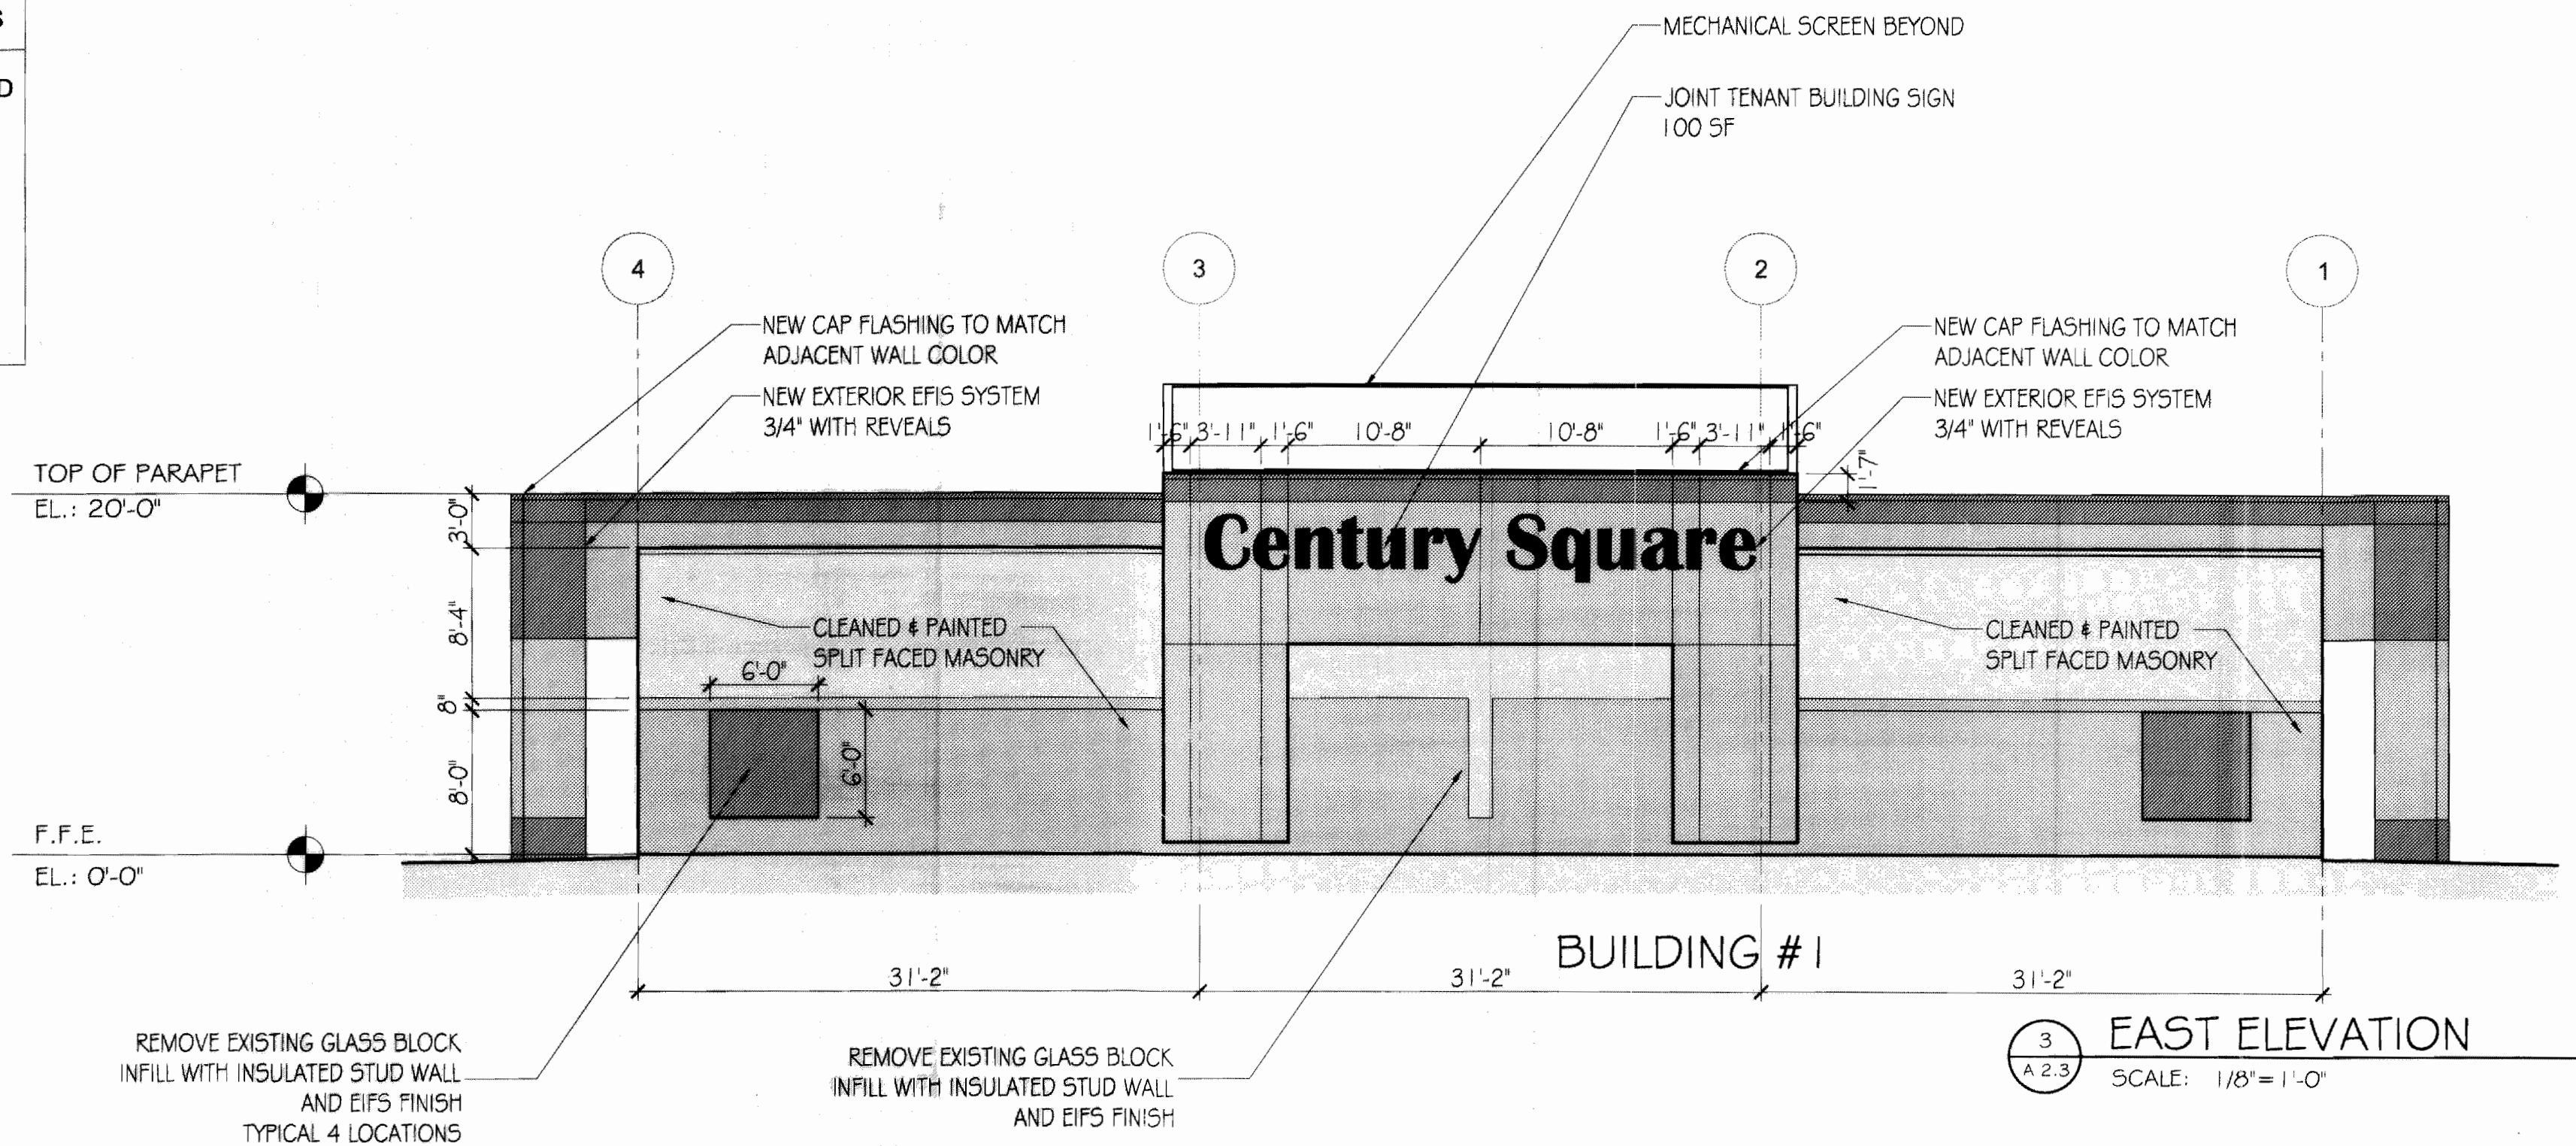 S
D
MECHANICAL SCREEN BEYOND
JOINT TENANT BUILDING SIGN
100 SF
4
3
2
1
NEW CAP FLASHING TO MATCH
ADJACENT WALL COLOR
NEW EXTERIOR EFIS SYSTEM
3/4" WITH REVEALS
NEW CAP FLASHING TO MATCH
ADJACENT WALL COLOR
NEW EXTERIOR EFIS SYSTEM
3/4" WITH REVEALS
1'-6" 3'-11" 1'-6" 10'-8" 10'-8" 1'-6" 3'-11" 1'-6"
1'-7"
TOP OF PARAPET
EL.: 20'-0"
3'-0"
Century Square
8'-4"
CLEANED & PAINTED
SPLIT FACED MASONRY
CLEANED & PAINTED
SPLIT FACED MASONRY
6'-0"
8"
6'-0"
8'-0"
F.F.E.
EL.: 0'-0"
BUILDING #1
31'-2" 31'-2" 31'-2"
REMOVE EXISTING GLASS BLOCK
INFILL WITH INSULATED STUD WALL
AND EIFS FINISH
TYPICAL 4 LOCATIONS
REMOVE EXISTING GLASS BLOCK
INFILL WITH INSULATED STUD WALL
AND EIFS FINISH
3
A 2.3
EAST ELEVATION
SCALE: 1/8"=1'-0"